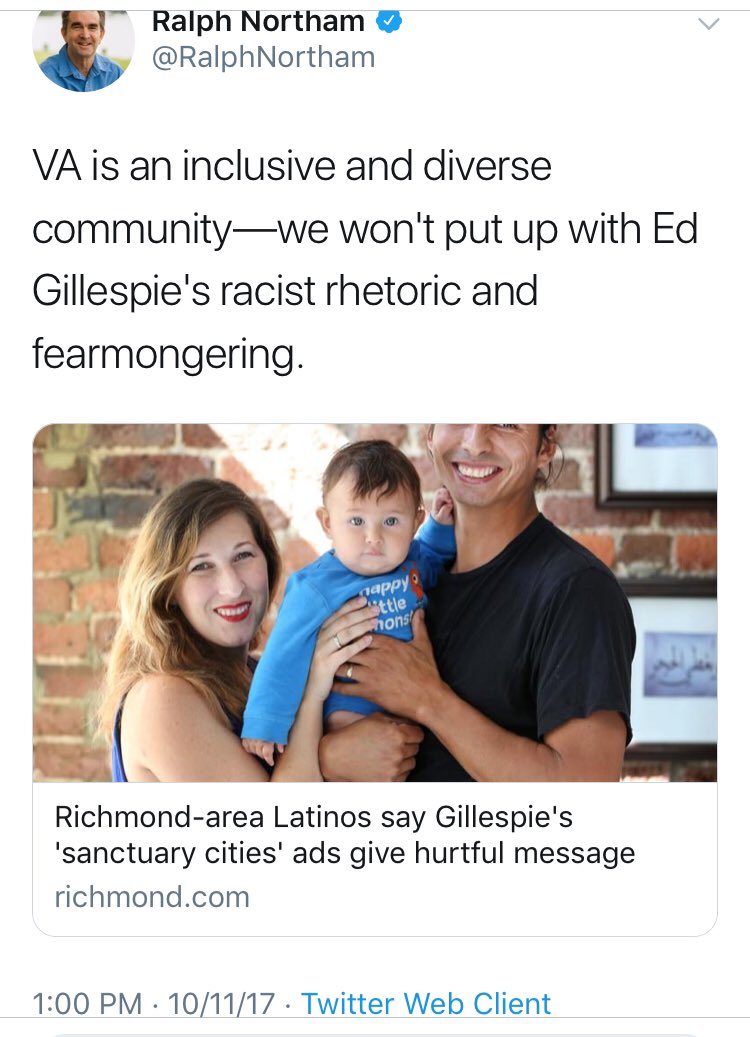 Ralph Northam
@RalphNortham
VA is an inclusive and diverse
community—we won't put up with Ed
Gillespie's racist rhetoric and
fearmongering.
happy
little
Richmond-area Latinos say Gillespie's
'sanctuary cities' ads give hurtful message
richmond.com
1:00 PM · 10/11/17 · Twitter Web Client